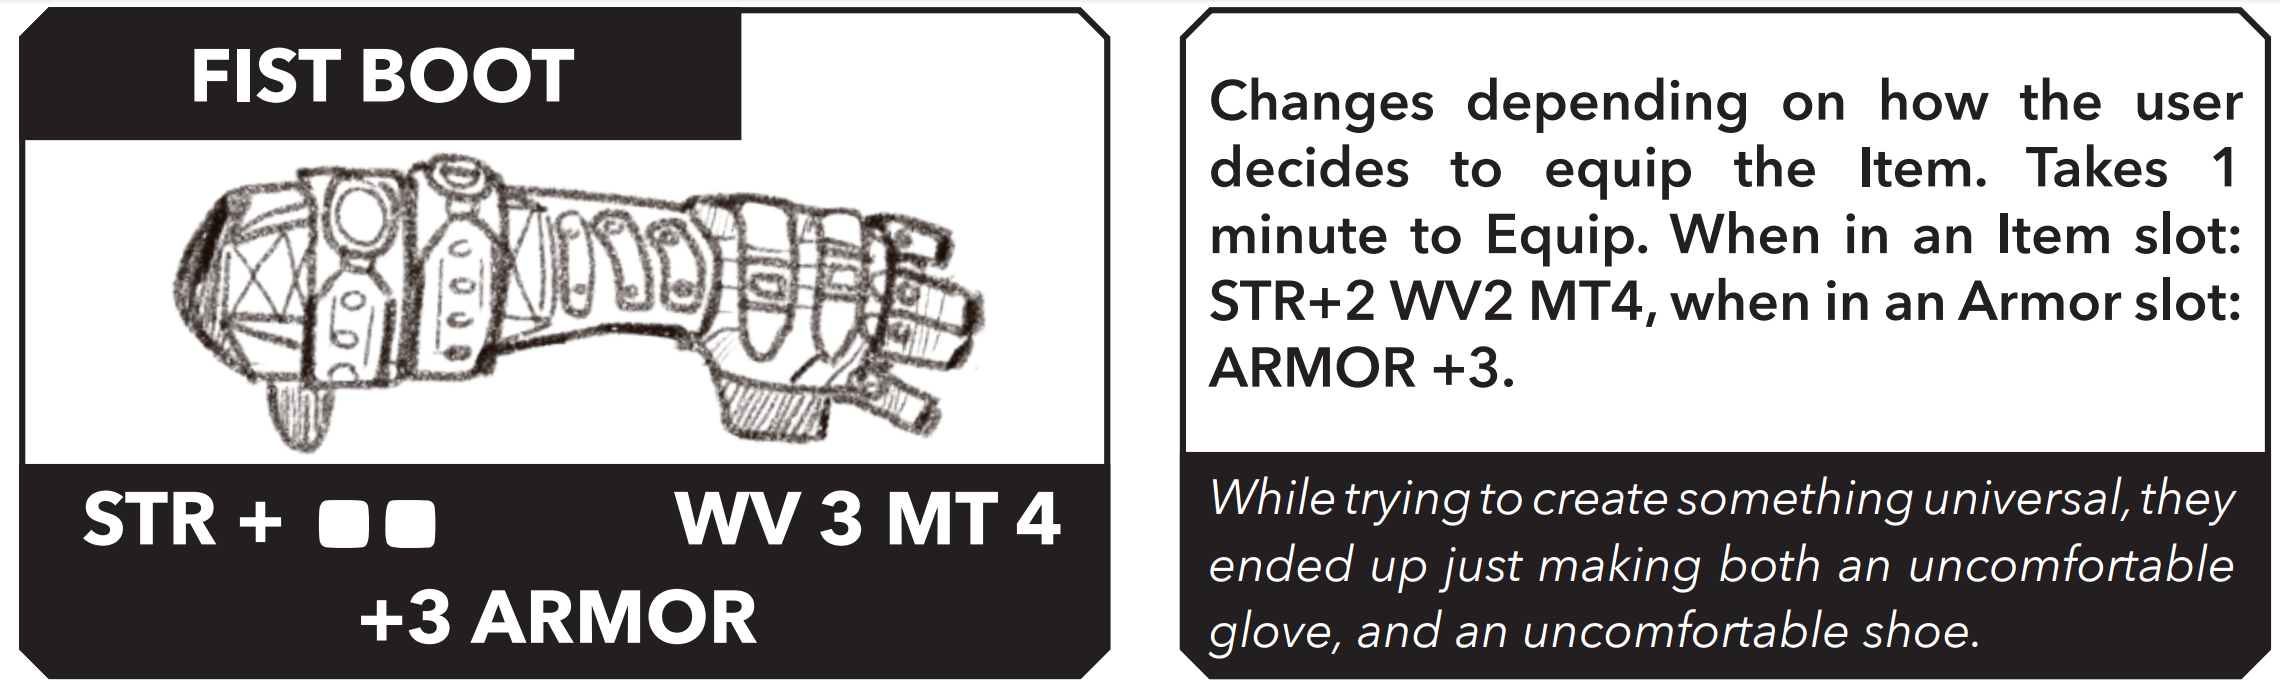 FIST BOOT
STR + WV 3 MT 4
+3 ARMOR
Changes depending on how the user
decides to equip the Item. Takes 1
minute to Equip. When in an Item slot:
STR+2 WV2 MT4, when in an Armor slot:
ARMOR +3.
While trying to create something universal, they
ended up just making both an uncomfortable
glove, and an uncomfortable shoe.